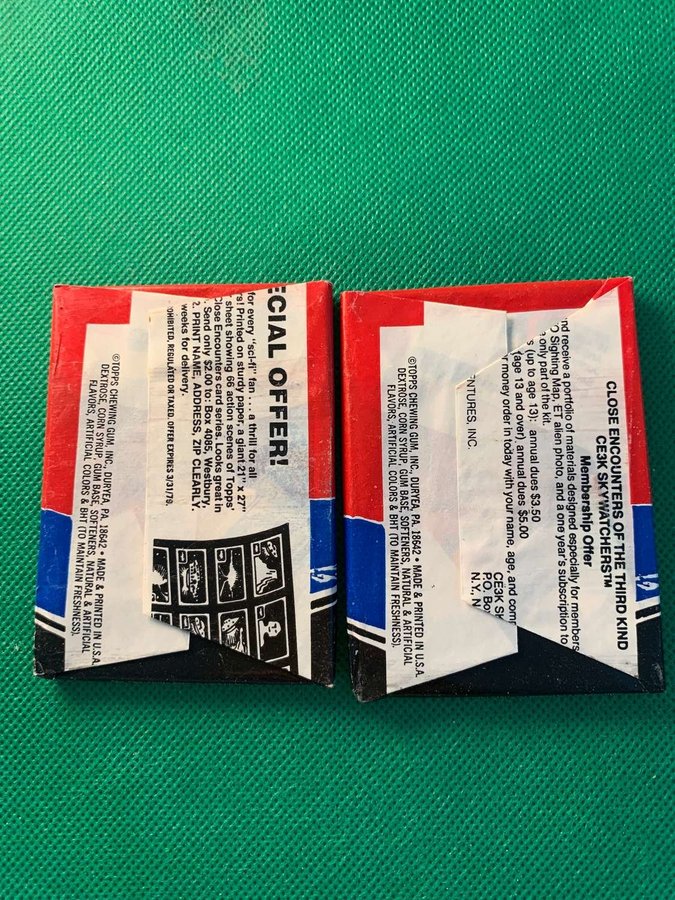 ECIAL OFFER!
for every "sci-fi" fan . . . a thrill for all
rs! Printed on sturdy paper, a giant 21" x 27"
sheet showing 66 action scenes of Topps'
Close Encounters card series. Looks great in
. Send only $2.00 to: Box 4085, Westbury,
2. PRINT NAME, ADDRESS, ZIP CLEARLY.
weeks for delivery.
OHIBITED, REGULATED OR TAXED. OFFER EXPIRES 3/31/79.
©TOPPS CHEWING GUM, INC., DURYEA, PA. 18642 • MADE & PRINTED IN U.S.A.
DEXTROSE, CORN SYRUP, GUM BASE, SOFTENERS, NATURAL & ARTIFICIAL
FLAVORS, ARTIFICIAL COLORS & BHT (TO MAINTAIN FRESHNESS).
CLOSE ENCOUNTERS OF THE THIRD KIND
CE3K SKYWATCHERS™
Membership Offer
nd receive a portfolio of materials designed especially for members
O Sighting Map, ET alien photo, and a one year's subscription to
e only part of the kit.
s (up to age 13): annual dues $3.50
(age 13 and over) annual dues $5.00
r money order in today with your name, age, and comp
CE3K SK
P.O. Bo
N.Y., N
NTURES, INC.
©TOPPS CHEWING GUM, INC., DURYEA, PA. 18642 • MADE & PRINTED IN U.S.A.
DEXTROSE, CORN SYRUP, GUM BASE, SOFTENERS, NATURAL & ARTIFICIAL
FLAVORS, ARTIFICIAL COLORS & BHT (TO MAINTAIN FRESHNESS).